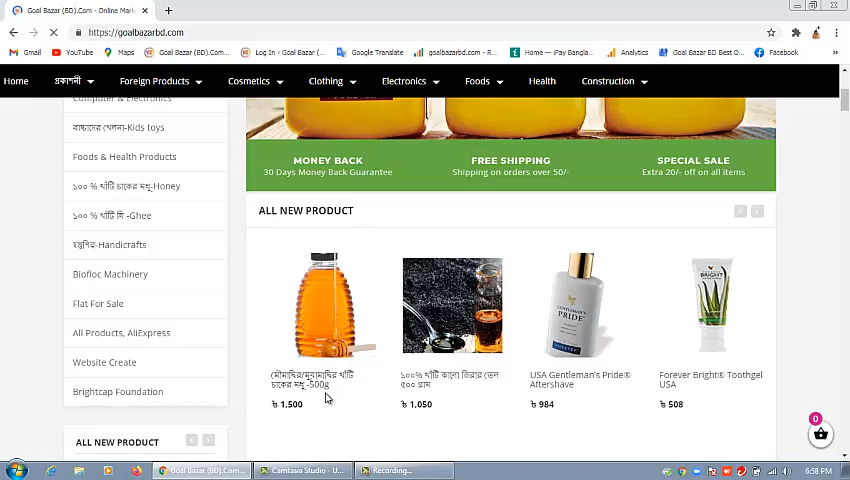 Goal Bazar (BD).Com - Online Mark
https://goalbazarbd.com
Gmail
YouTube
Maps
Goal Bazar (BD).Com...
Log In ‹ Goal Bazar (...
Google Translate
goalbazarbd.com - R...
Home — iPay Bangla...
Analytics
Goal Bazar BD Best O...
Facebook
Home
প্রকাশনী
Foreign Products
Cosmetics
Clothing
Electronics
Foods
Health
Construction
Computer & Electronics
বাচ্চাদের খেলনা-Kids toys
Foods & Health Products
১০০ % খাঁটি চাকের মধু-Honey
১০০ % খাঁটি ঘি -Ghee
হস্তশিল্প-Handicrafts
Biofloc Machinery
Flat For Sale
All Products, AliExpress
Website Create
Brightcap Foundation
ALL NEW PRODUCT
MONEY BACK
30 Days Money Back Guarantee
FREE SHIPPING
Shipping on orders over 50/-
SPECIAL SALE
Extra 20/- off on all items
ALL NEW PRODUCT
চাকের মধু -500g
৳ 1,500
১০০% খাঁটি কালো জিরার তেল
৫০০ গ্রাম
৳ 1,050
USA Gentleman's Pride®
Aftershave
৳ 984
Forever Bright® Toothgel
USA
৳ 508
0
Goal Bazar (BD).Com...
Camtasia Studio - U...
Recording...
6:58 PM